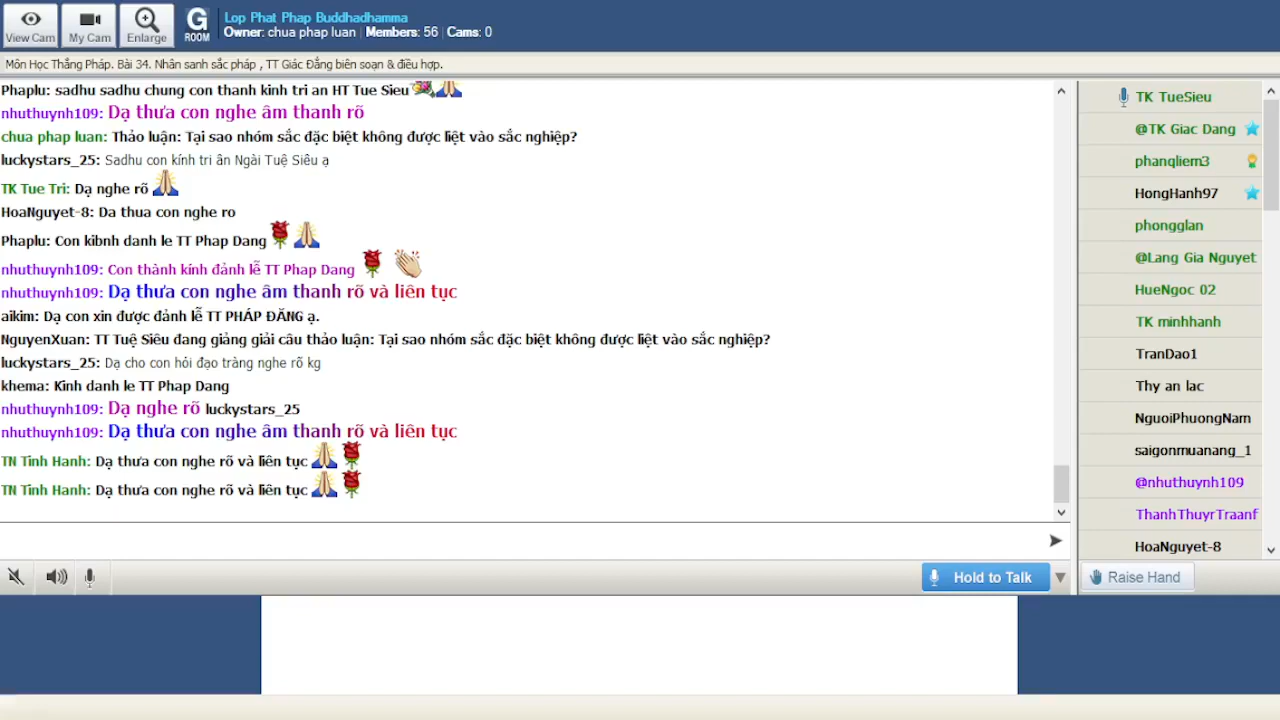 Lop Phat Phap Buddhadhamma
Owner: chua phap luan | Members: 56 | Cams: 0
View Cam
My Cam
Enlarge
G ROOM
Môn Học Thắng Pháp. Bài 34. Nhân sanh sắc pháp , TT Giác Đẳng biên soạn & điều hợp.
Phaplu: sadhu sadhu chung con thanh kinh tri an HT Tue Sieu
nhuthuynh109: Dạ thưa con nghe âm thanh rõ
chua phap luan: Thảo luận: Tại sao nhóm sắc đặc biệt không được liệt vào sắc nghiệp?
luckystars_25: Sadhu con kính tri ân Ngài Tuệ Siêu ạ
TK Tue Tri: Dạ nghe rõ
HoaNguyet-8: Da thua con nghe ro
Phaplu: Con kibnh danh le TT Phap Dang
nhuthuynh109: Con thành kính đảnh lễ TT Phap Dang
nhuthuynh109: Dạ thưa con nghe âm thanh rõ và liên tục
aikim: Dạ con xin được đảnh lễ TT PHÁP ĐĂNG ạ.
NguyenXuan: TT Tuệ Siêu đang giảng giải câu thảo luận: Tại sao nhóm sắc đặc biệt không được liệt vào sắc nghiệp?
luckystars_25: Dạ cho con hỏi đạo tràng nghe rõ kg
khema: Kinh danh le TT Phap Dang
nhuthuynh109: Dạ nghe rõ luckystars_25
nhuthuynh109: Dạ thưa con nghe âm thanh rõ và liên tục
TN Tinh Hanh: Dạ thưa con nghe rõ và liên tục
TN Tinh Hanh: Dạ thưa con nghe rõ và liên tục
Hold to Talk
TK TueSieu
@TK Giac Dang
phanqliem3
HongHanh97
phongglan
@Lang Gia Nguyet
HueNgoc 02
TK minhhanh
TranDao1
Thy an lac
NguoiPhuongNam
saigonmuanang_1
@nhuthuynh109
ThanhThuyrTraanf
HoaNguyet-8
Raise Hand